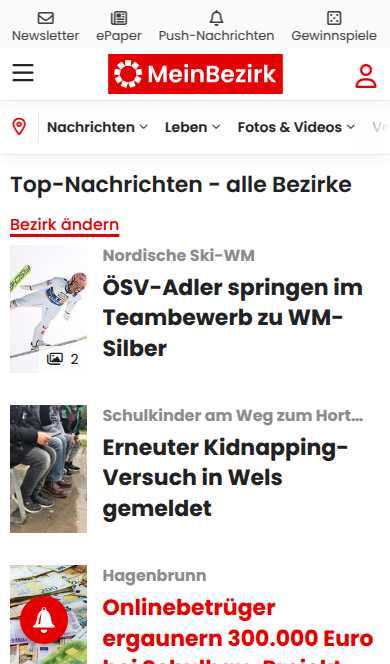 Newsletter ePaper Push-Nachrichten Gewinnspiele
MeinBezirk
Nachrichten Leben Fotos & Videos
Top-Nachrichten - alle Bezirke
Bezirk ändern
Nordische Ski-WM
ÖSV-Adler springen im
Teambewerb zu WM-
Silber
2
Schulkinder am Weg zum Hort...
Erneuter Kidnapping-
Versuch in Wels
gemeldet
Hagenbrunn
Onlinebetrüger
ergaunern 300.000 Euro